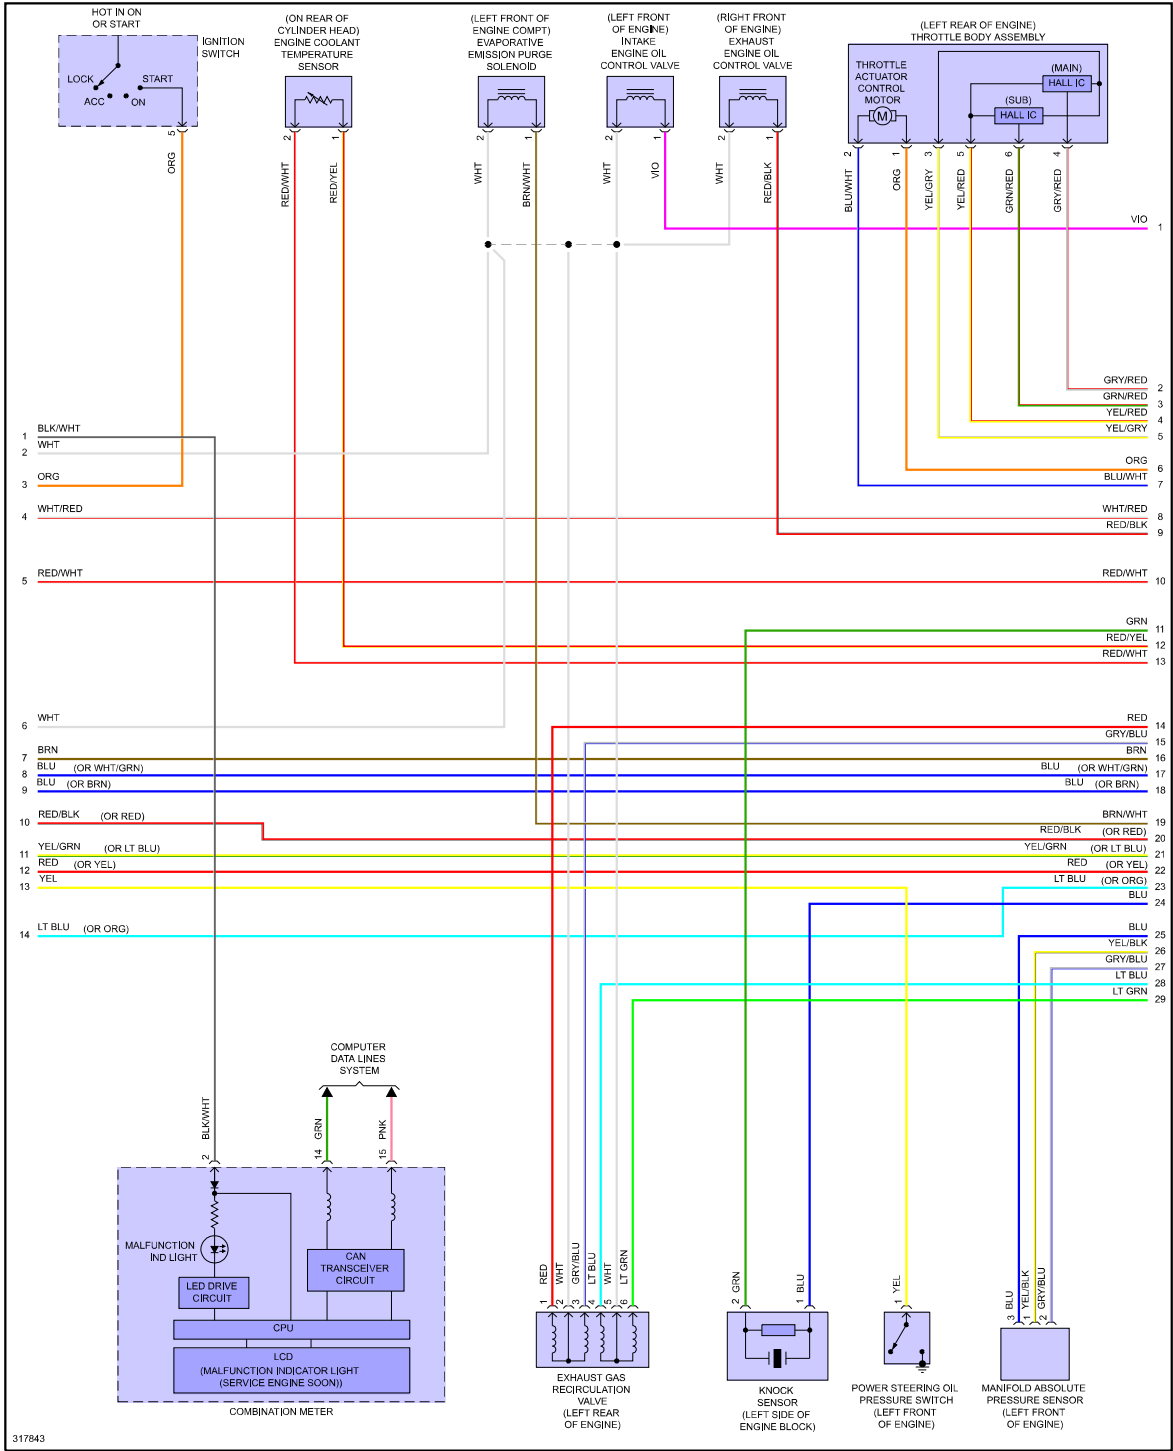 HOT IN ON
OR START
IGNITION
SWITCH
LOCK
START
ACC
ON
5
ORG
(ON REAR OF
CYLINDER HEAD)
ENGINE COOLANT
TEMPERATURE
SENSOR
2
1
RED/WHT
RED/YEL
(LEFT FRONT OF
ENGINE COMPT)
EVAPORATIVE
EMISSION PURGE
SOLENOID
2
1
WHT
BRN/WHT
(LEFT FRONT
OF ENGINE)
INTAKE
ENGINE OIL
CONTROL VALVE
2
1
WHT
VIO
(RIGHT FRONT
OF ENGINE)
EXHAUST
ENGINE OIL
CONTROL VALVE
2
1
WHT
RED/BLK
(LEFT REAR OF ENGINE)
THROTTLE BODY ASSEMBLY
THROTTLE
ACTUATOR
CONTROL
MOTOR
M
(MAIN)
HALL IC
(SUB)
HALL IC
2
1
3
5
6
4
BLU/WHT
ORG
YEL/GRY
YEL/RED
GRN/RED
GRY/RED
VIO 1
GRY/RED 2
GRN/RED 3
YEL/RED 4
YEL/GRY 5
ORG 6
BLU/WHT 7
WHT/RED 8
RED/BLK 9
RED/WHT 10
GRN 11
RED/YEL 12
RED/WHT 13
RED 14
GRY/BLU 15
BRN 16
BLU (OR WHT/GRN) 17
BLU (OR BRN) 18
BRN/WHT 19
RED/BLK (OR RED) 20
YEL/GRN (OR LT BLU) 21
RED (OR YEL) 22
LT BLU (OR ORG) 23
BLU 24
BLU 25
YEL/BLK 26
GRY/BLU 27
LT BLU 28
LT GRN 29
1 BLK/WHT
2 WHT
3 ORG
4 WHT/RED
5 RED/WHT
6 WHT
7 BRN
8 BLU (OR WHT/GRN)
9 BLU (OR BRN)
10 RED/BLK (OR RED)
11 YEL/GRN (OR LT BLU)
12 RED (OR YEL)
13 YEL
14 LT BLU (OR ORG)
COMPUTER
DATA LINES
SYSTEM
BLK/WHT
GRN
PNK
2
14
15
MALFUNCTION
IND LIGHT
LED DRIVE
CIRCUIT
CAN
TRANSCEIVER
CIRCUIT
CPU
LCD
(MALFUNCTION INDICATOR LIGHT
(SERVICE ENGINE SOON))
COMBINATION METER
RED
WHT
GRY/BLU
LT BLU
WHT
LT GRN
1
2
3
4
5
6
EXHAUST GAS
RECIRCULATION
VALVE
(LEFT REAR
OF ENGINE)
GRN
BLU
2
1
KNOCK
SENSOR
(LEFT SIDE OF
ENGINE BLOCK)
YEL
1
POWER STEERING OIL
PRESSURE SWITCH
(LEFT FRONT
OF ENGINE)
BLU
YEL/BLK
GRY/BLU
3
1
2
MANIFOLD ABSOLUTE
PRESSURE SENSOR
(LEFT FRONT
OF ENGINE)
317843